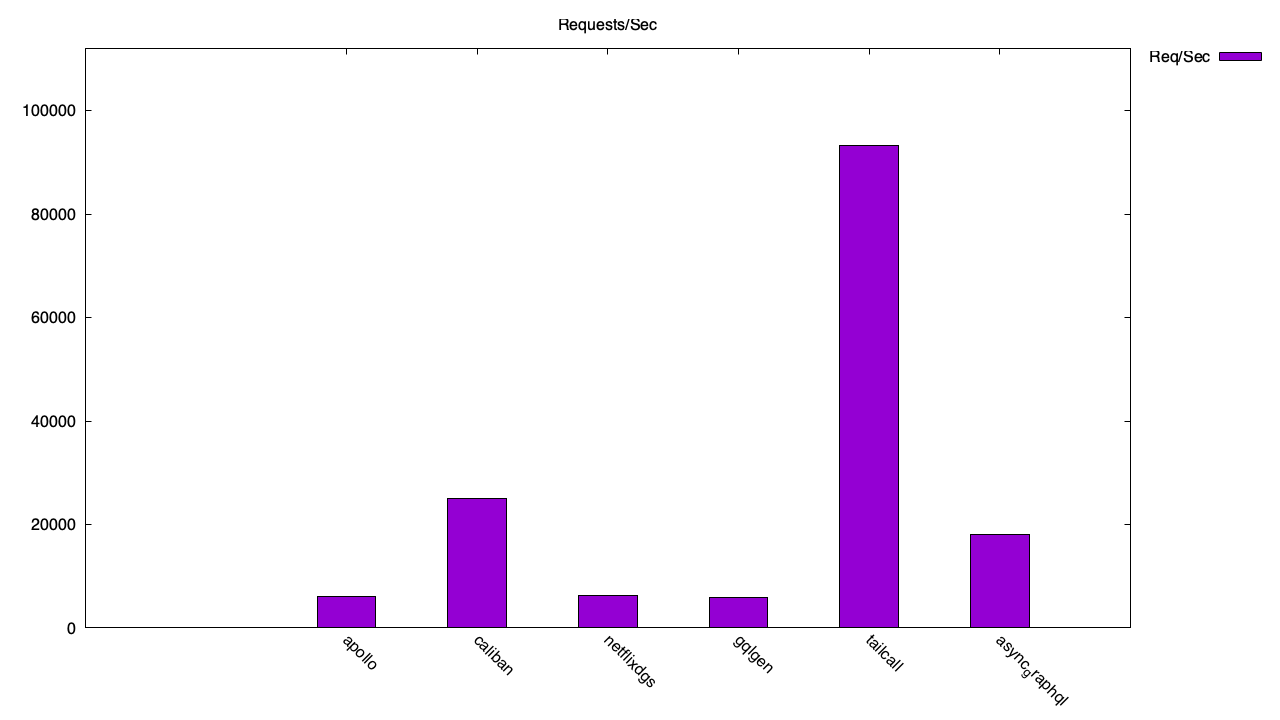 Requests/Sec
Req/Sec
100000
80000
60000
40000
20000
0
apollo
caliban
netflixdgs
gqlgen
tailcall
async_graphql